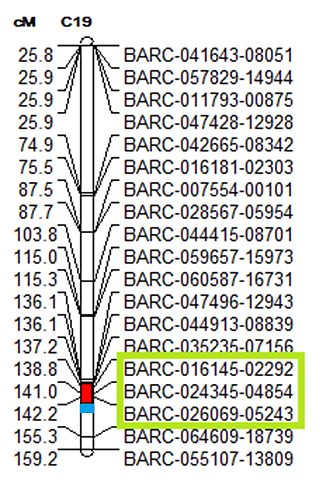 cM C19
25.8 BARC-041643-08051
25.9 BARC-057829-14944
25.9 BARC-011793-00875
25.9 BARC-047428-12928
74.9 BARC-042665-08342
75.5 BARC-016181-02303
87.5 BARC-007554-00101
87.7 BARC-028567-05954
103.8 BARC-044415-08701
115.0 BARC-059657-15973
115.3 BARC-060587-16731
136.1 BARC-047496-12943
136.1 BARC-044913-08839
137.2 BARC-035235-07156
138.8 BARC-016145-02292
141.0 BARC-024345-04854
142.2 BARC-026069-05243
155.3 BARC-064609-18739
159.2 BARC-055107-13809